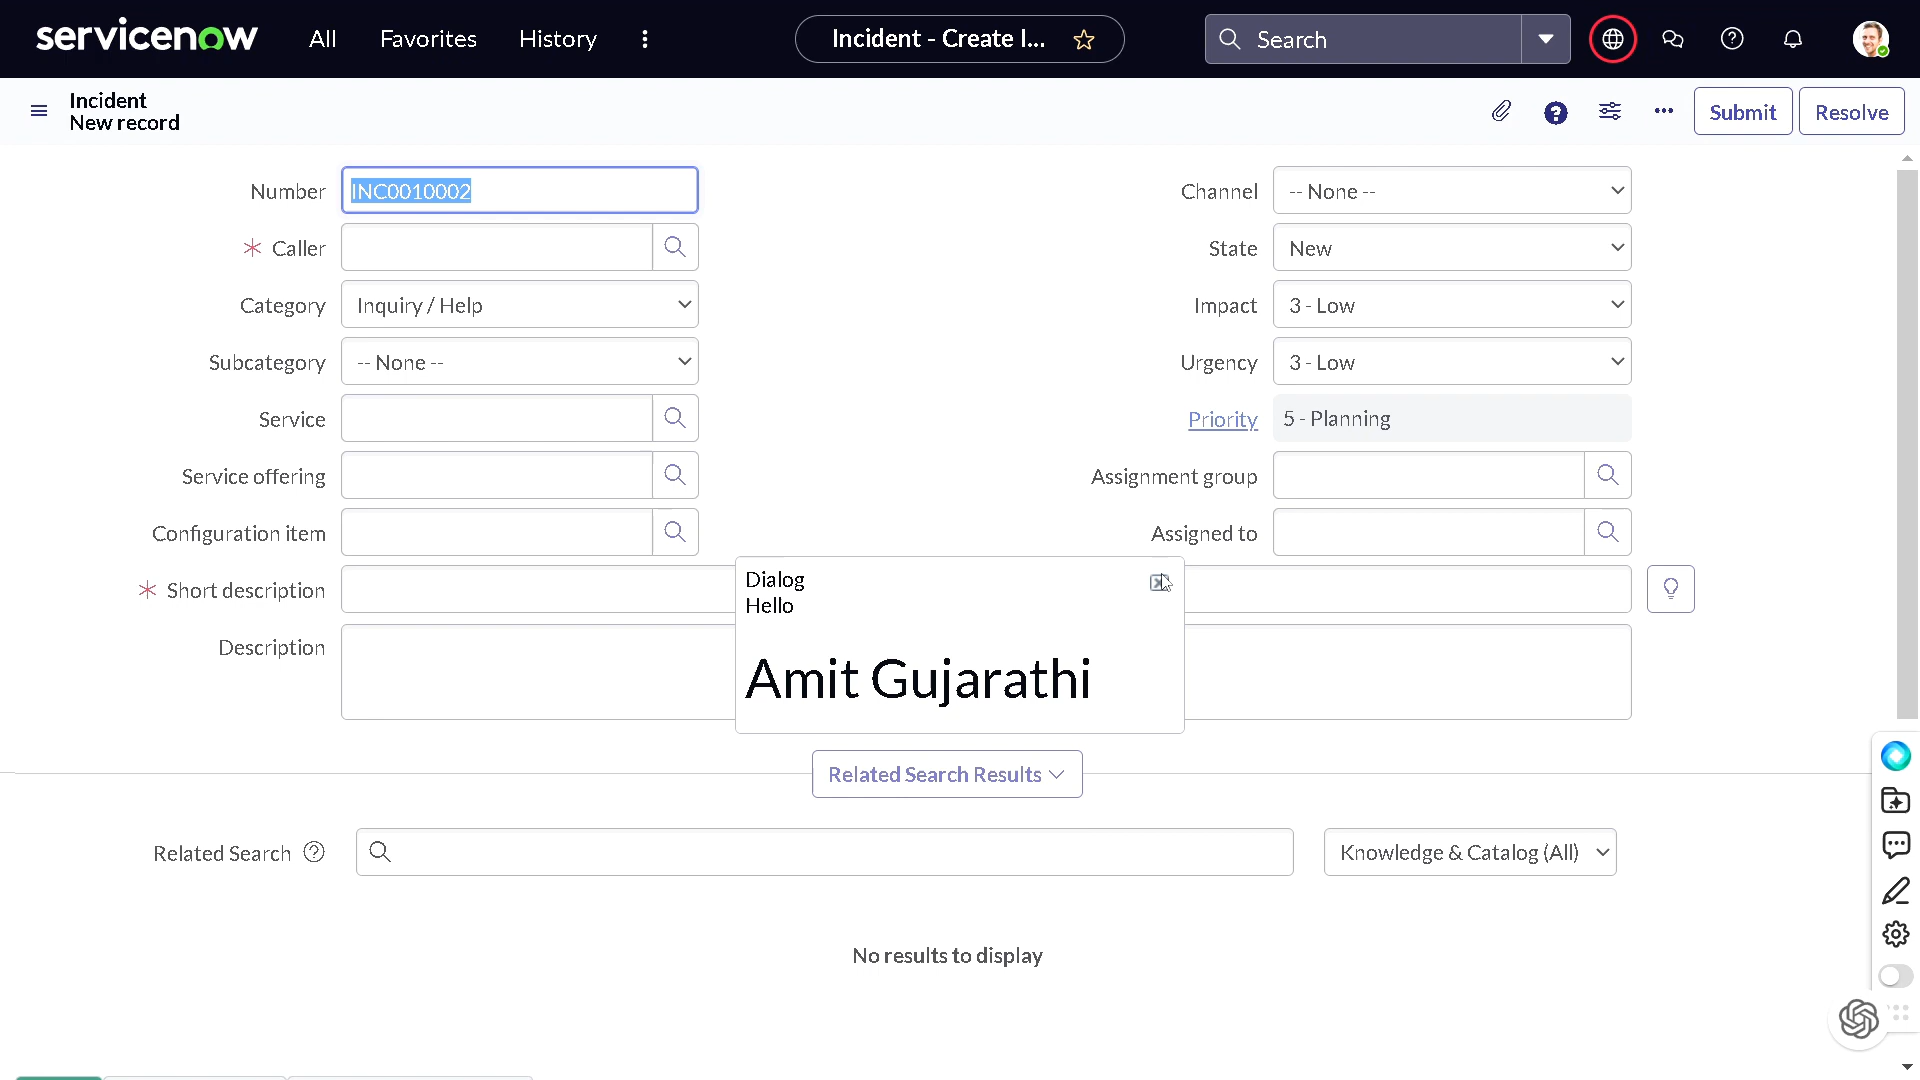 servicenow
All
Favorites
History
Incident - Create I...
Search
Incident
New record
Submit
Resolve
Number
INC0010002
Channel
-- None --
* Caller
State
New
Category
Inquiry / Help
Impact
3 - Low
Subcategory
-- None --
Urgency
3 - Low
Service
Priority
5 - Planning
Service offering
Assignment group
Configuration item
Assigned to
* Short description
Description
Dialog
Hello
Amit Gujarathi
Related Search Results
Related Search
Knowledge & Catalog (All)
No results to display